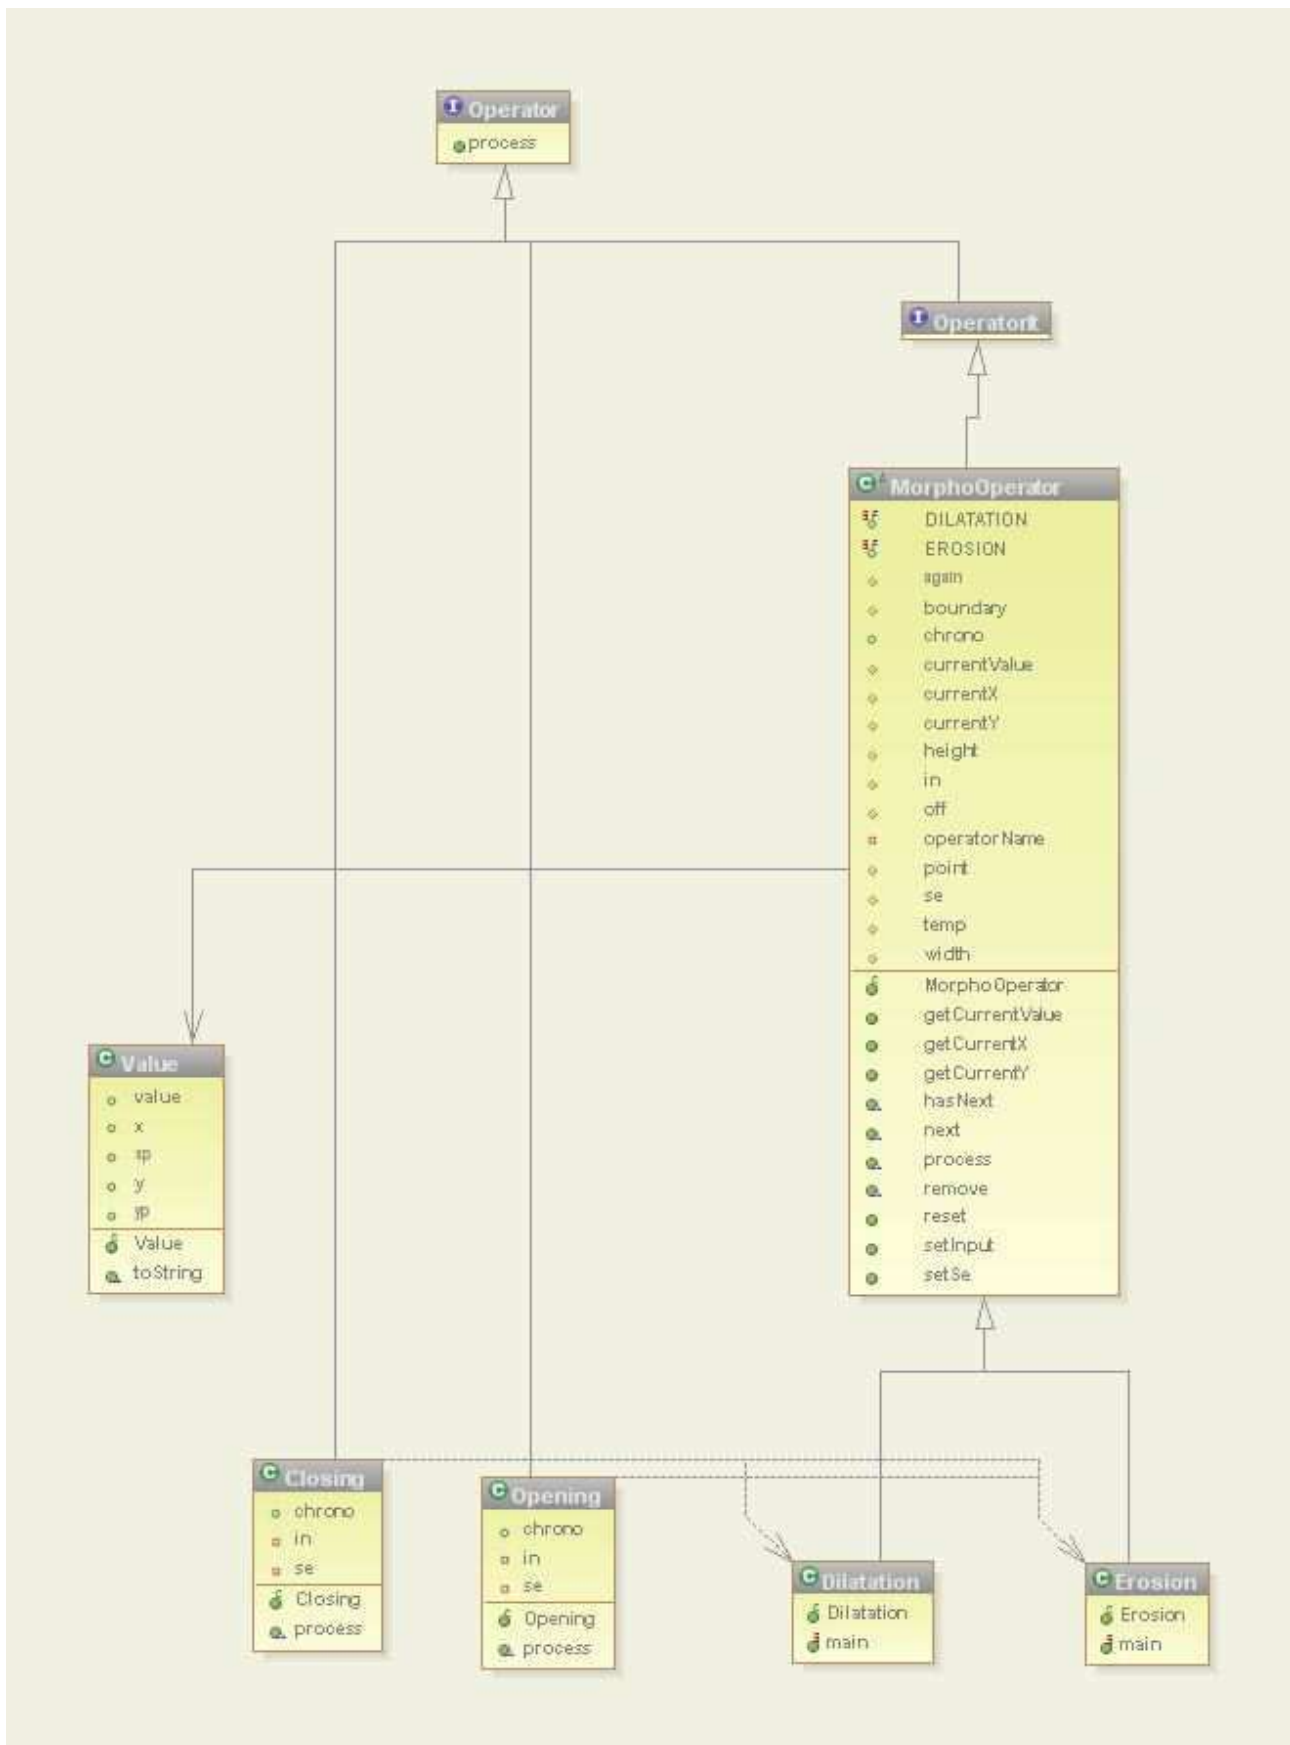 Operator
process
OperatorIt
MorphoOperator
DILATATION
EROSION
again
boundary
chrono
currentValue
currentX
currentY
height
in
off
operatorName
point
se
temp
width
MorphoOperator
getCurrentValue
getCurrentX
getCurrentY
hasNext
next
process
remove
reset
setInput
setSe
Value
value
x
xp
y
yp
Value
toString
Closing
chrono
in
se
Closing
process
Opening
chrono
in
se
Opening
process
Dilatation
Dilatation
main
Erosion
Erosion
main